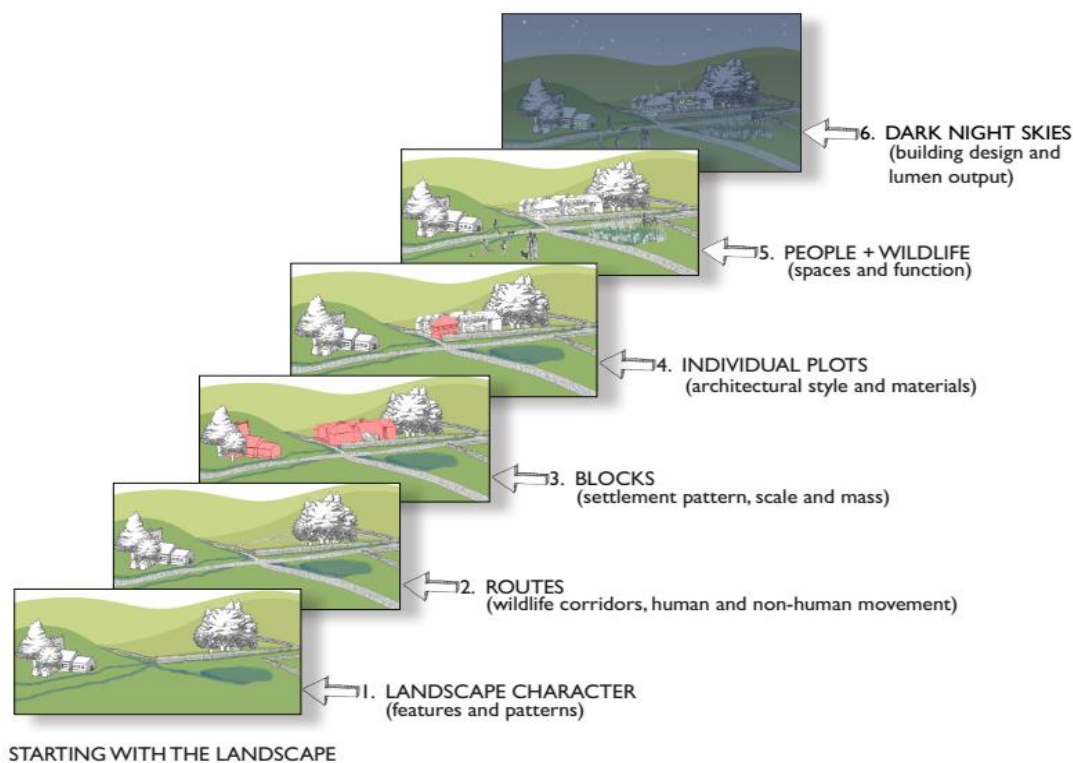 6. DARK NIGHT SKIES
(building design and
lumen output)
5. PEOPLE + WILDLIFE
(spaces and function)
4. INDIVIDUAL PLOTS
(architectural style and materials)
3. BLOCKS
(settlement pattern, scale and mass)
2. ROUTES
(wildlife corridors, human and non-human movement)
1. LANDSCAPE CHARACTER
(features and patterns)
STARTING WITH THE LANDSCAPE